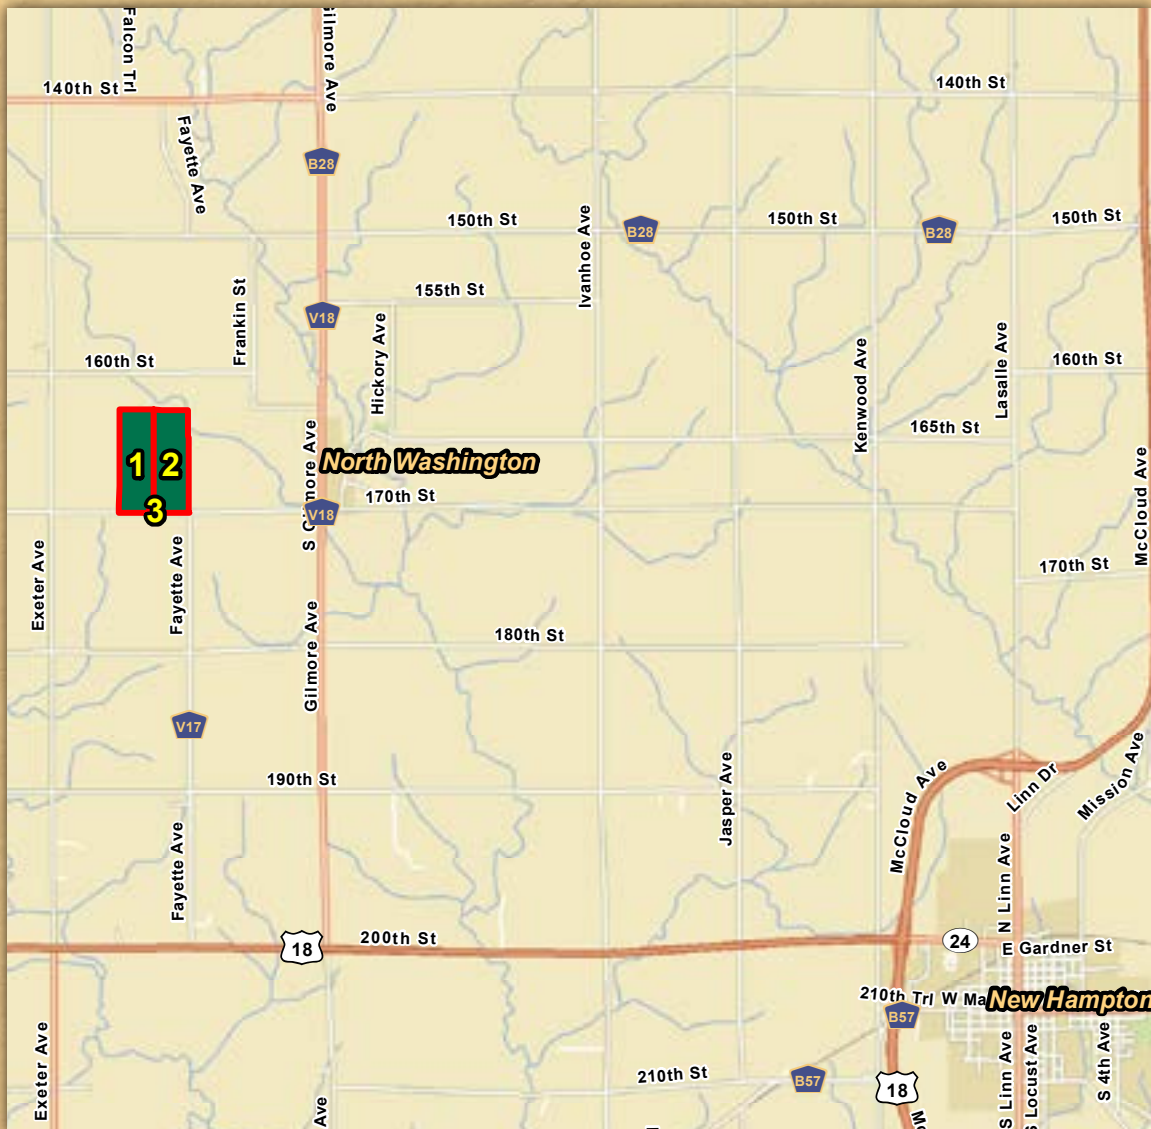 Falcon Trl
Gilmore Ave
140th St
140th St
Fayette Ave
B28
150th St
Ivanhoe Ave
B28
150th St
B28
150th St
155th St
Frankin St
V18
Hickory Ave
160th St
Kenwood Ave
Lasalle Ave
160th St
165th St
1
2
3
S Gilmore Ave
North Washington
170th St
V18
McCloud Ave
170th St
Exeter Ave
Fayette Ave
180th St
Gilmore Ave
V17
190th St
Jasper Ave
McCloud Ave
Linn Dr
Mission Ave
Fayette Ave
N Linn Ave
18
200th St
24
E Gardner St
210th Trl
W Ma
New Hampton
B57
Exeter Ave
Ave
210th St
B57
18
S Linn Ave
S Locust Ave
S 4th Ave